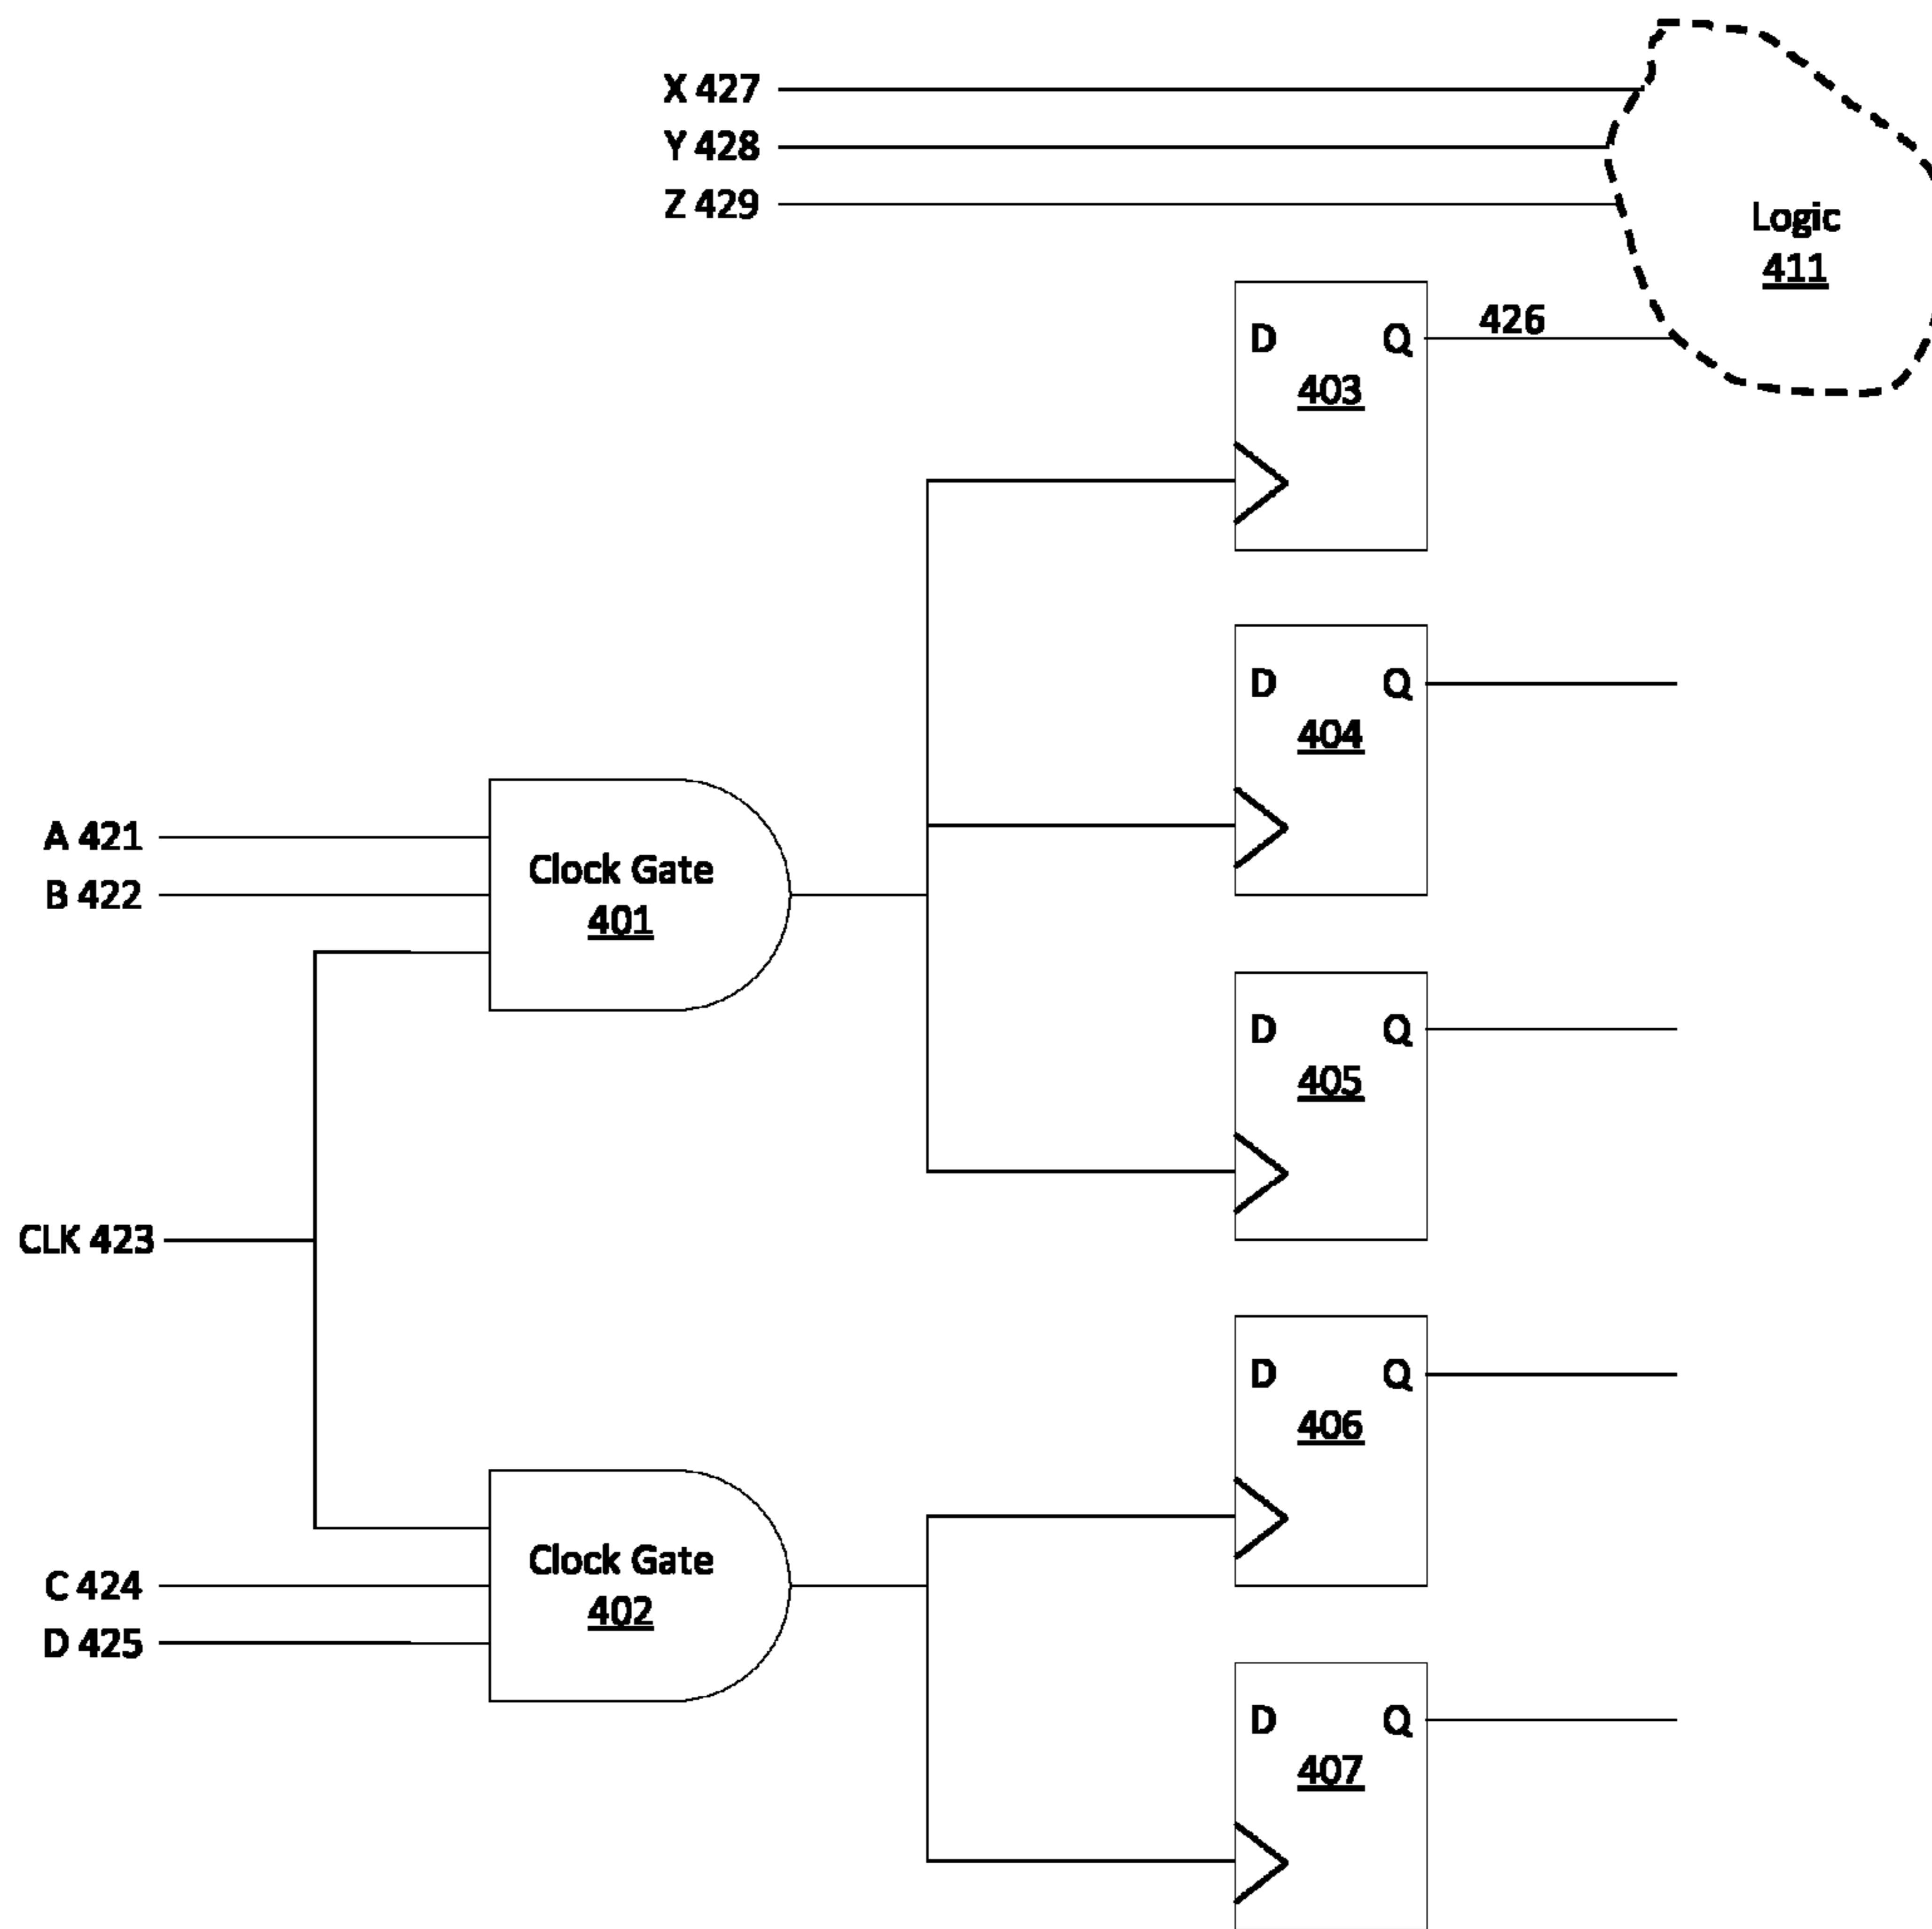 X 427
Y 428
Z 429
Logic
411
426
D Q
403
D Q
404
A 421
B 422
Clock Gate
401
D Q
405
CLK 423
D Q
406
Clock Gate
402
C 424
D 425
D Q
407